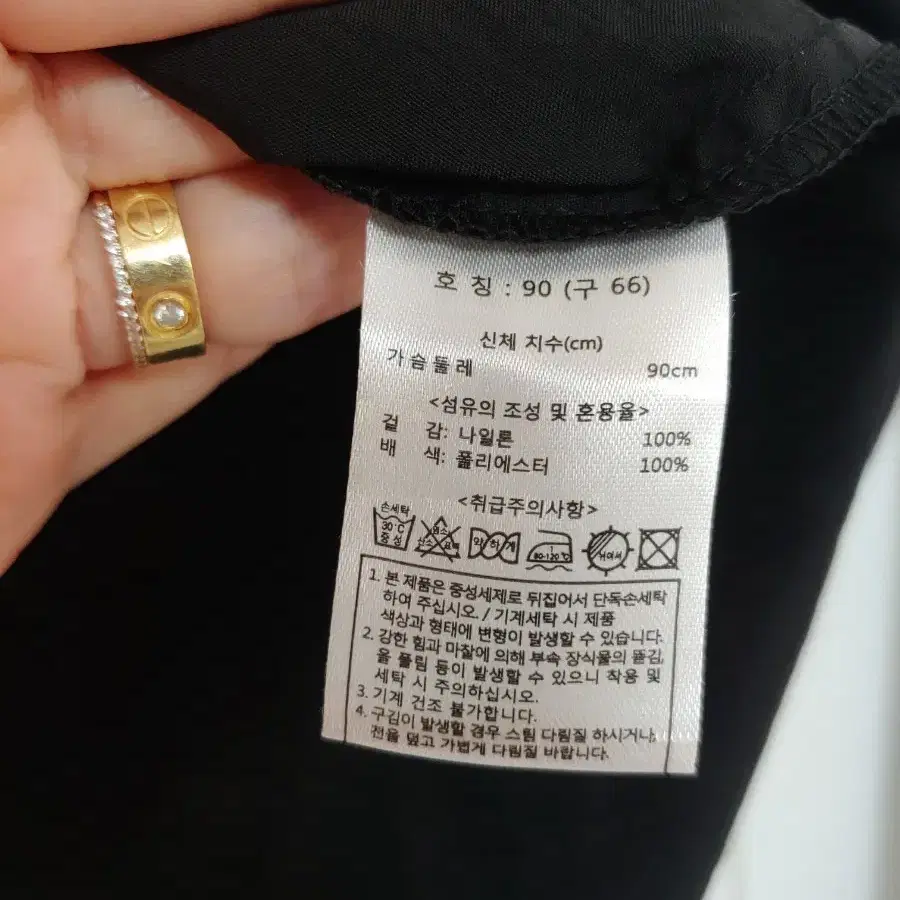 호 칭 : 90 (구 66)
신체 치수(cm)
가슴둘레 90cm
<섬유의 조성 및 혼용율>
겉 감: 나일론 100%
배 색: 폴리에스터 100%
<취급주의사항>
손세탁 30°C 중성 염소 산소 표백 약하게 80-120°C 뉘여서
1. 본 제품은 중성세제로 뒤집어서 단독손세탁
하여 주십시오. / 기계세탁 시 제품
색상과 형태에 변형이 발생할 수 있습니다.
2. 강한 힘과 마찰에 의해 부속 장식물의 뜯김,
올 풀림 등이 발생할 수 있으니 착용 및
세탁 시 주의하십시오.
3. 기계 건조 불가합니다.
4. 구김이 발생할 경우 스팀 다림질 하시거나,
천을 덮고 가볍게 다림질 바랍니다.